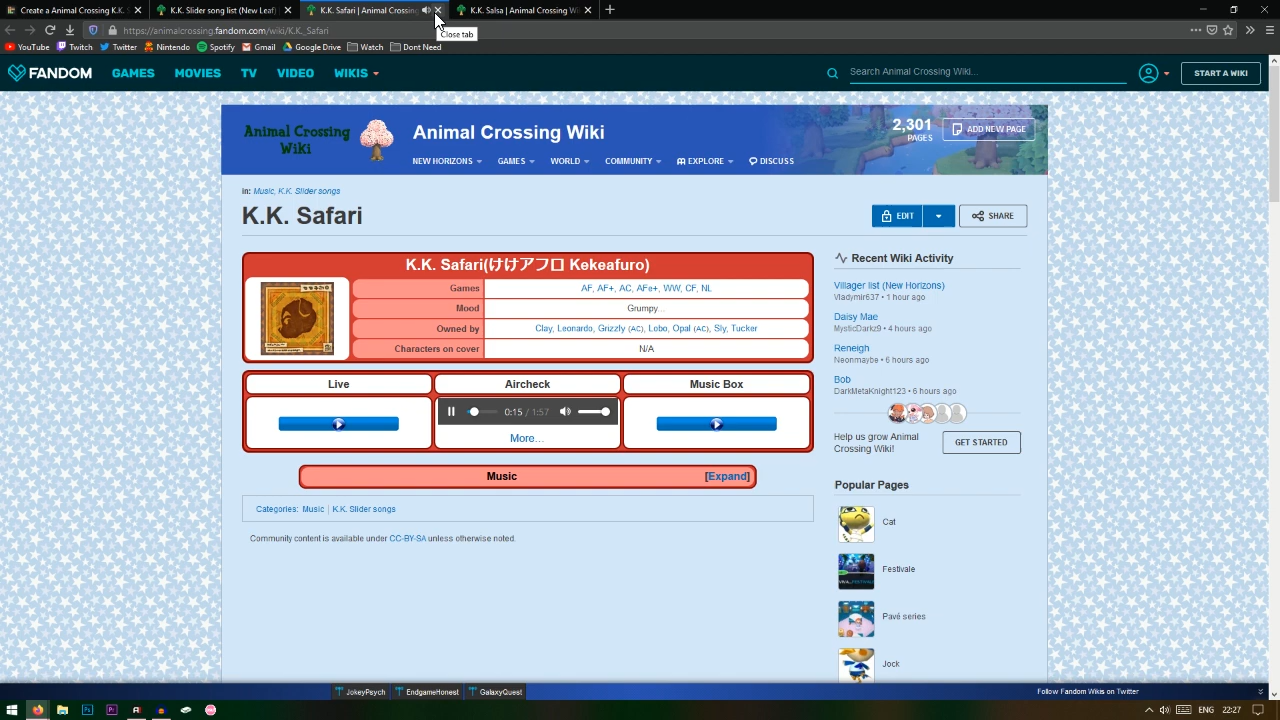 Create a Animal Crossing K.K. S
K.K. Slider song list (New Leaf) |
K.K. Safari | Animal Crossing
K.K. Salsa | Animal Crossing Wi
Close tab
https://animalcrossing.fandom.com/wiki/K.K._Safari
YouTube Twitch Twitter Nintendo Spotify Gmail Google Drive Watch Dont Need
FANDOM GAMES MOVIES TV VIDEO WIKIS
Search Animal Crossing Wiki...
START A WIKI
Animal Crossing
Wiki
Animal Crossing Wiki
2,301
PAGES
ADD NEW PAGE
NEW HORIZONS GAMES WORLD COMMUNITY EXPLORE DISCUSS
in: Music, K.K. Slider songs
K.K. Safari
EDIT
SHARE
K.K. Safari(けけアフロ Kekeafuro)
Games AF, AF+, AC, AFe+, WW, CF, NL
Mood Grumpy...
Owned by Clay, Leonardo, Grizzly (AC), Lobo, Opal (AC), Sly, Tucker
Characters on cover N/A
Live Aircheck Music Box
0:15 / 1:57
More...
Music [Expand]
Categories: Music K.K. Slider songs
Community content is available under CC-BY-SA unless otherwise noted.
Recent Wiki Activity
Villager list (New Horizons)
Vladymir637 • 1 hour ago
Daisy Mae
MysticDarkz9 • 4 hours ago
Reneigh
Neonmaybe • 6 hours ago
Bob
DarkMetaKnight123 • 6 hours ago
Help us grow Animal
Crossing Wiki!
GET STARTED
Popular Pages
Cat
Festivale
Pavé series
Jock
JokeyPsych EndgameHonest GalaxyQuest
Follow Fandom Wikis on Twitter
ENG 22:27